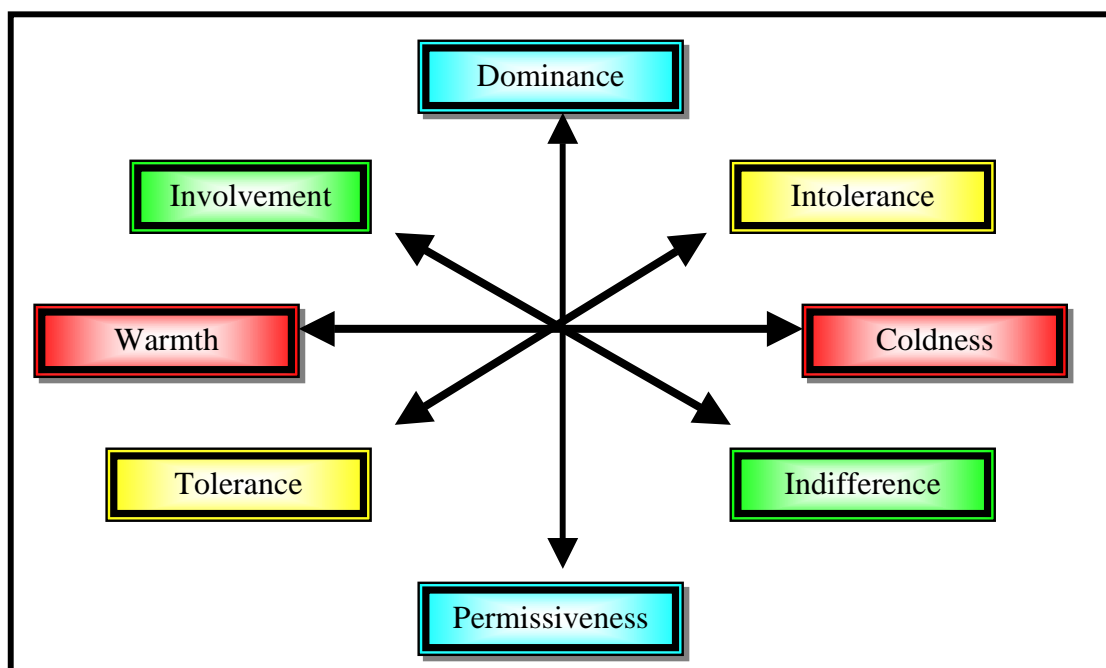 Dominance
Involvement
Intolerance
Warmth
Coldness
Tolerance
Indifference
Permissiveness